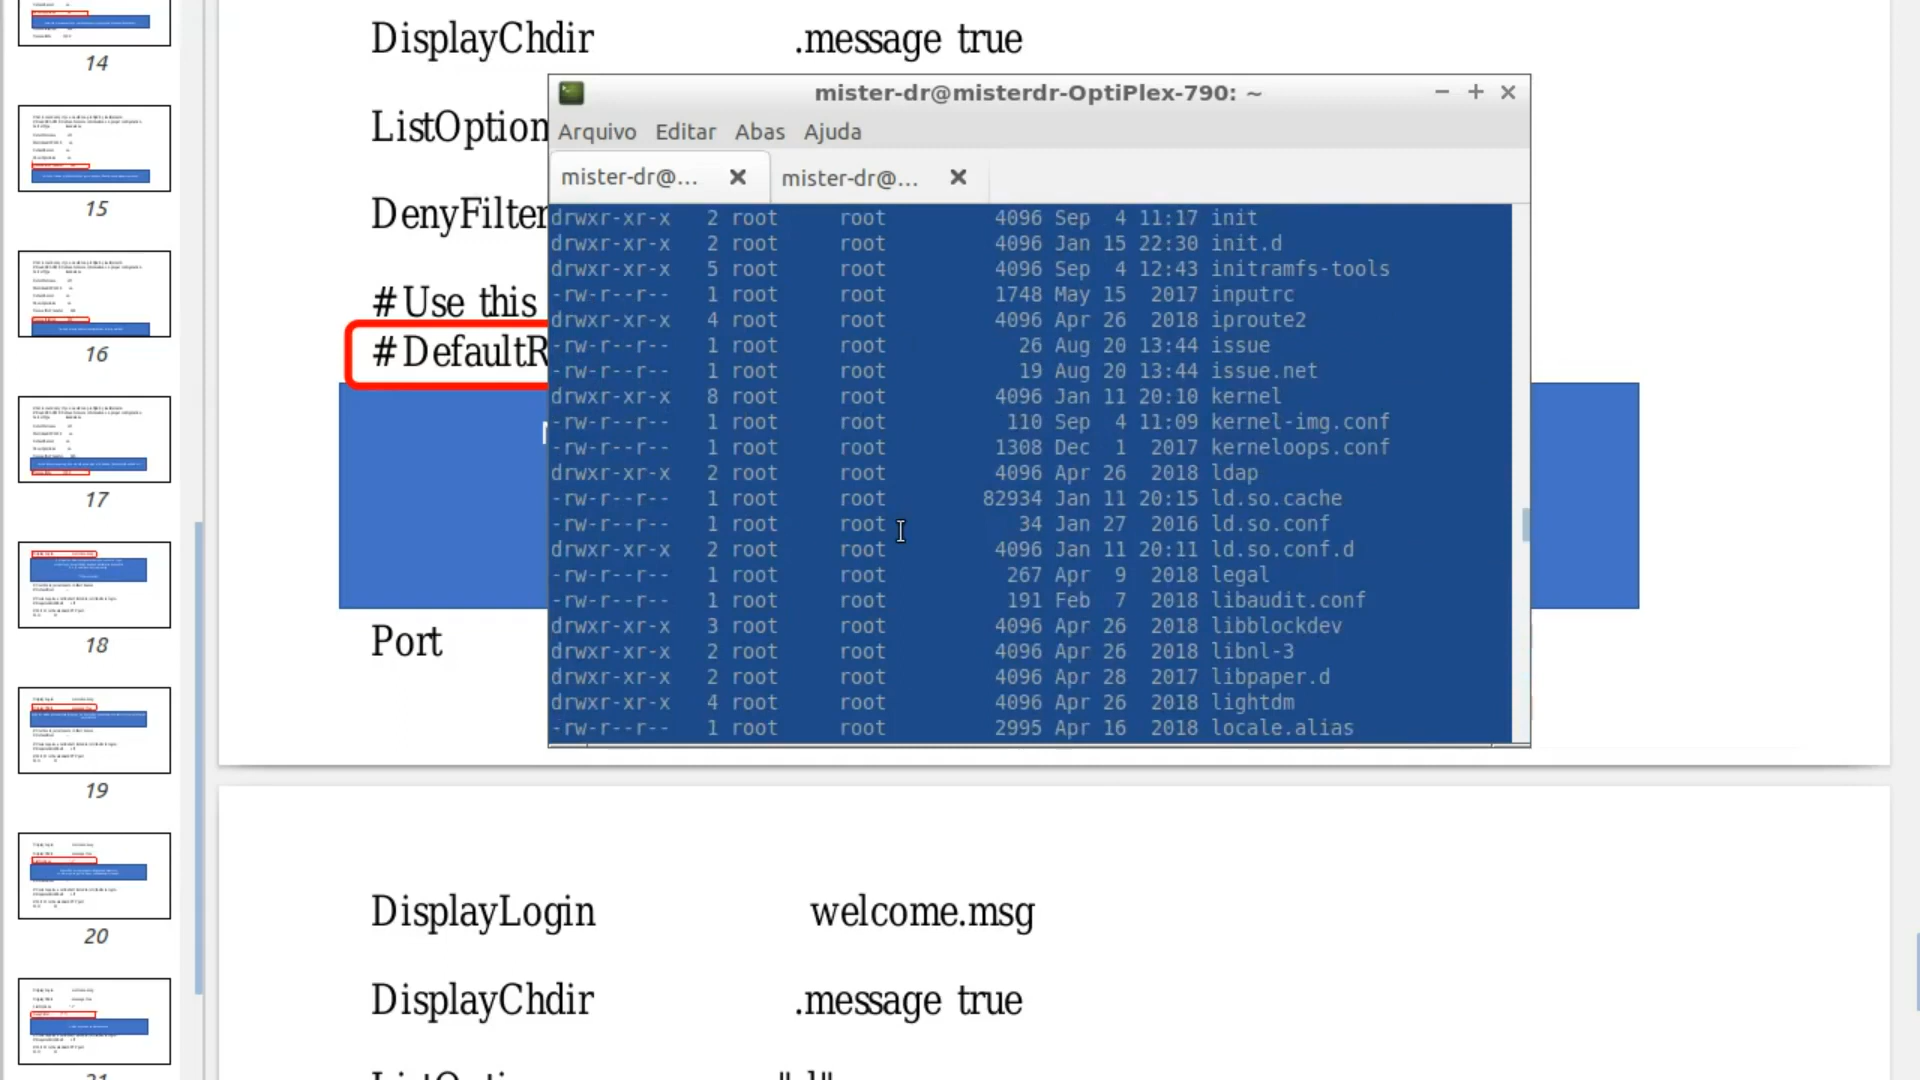 14
15
16
17
18
19
20
DisplayChdir .message true
ListOption
DenyFilter
# Use this
# DefaultR
Port
mister-dr@misterdr-OptiPlex-790: ~
Arquivo Editar Abas Ajuda
mister-dr@... mister-dr@...
drwxr-xr-x 2 root root 4096 Sep 4 11:17 init
drwxr-xr-x 2 root root 4096 Jan 15 22:30 init.d
drwxr-xr-x 5 root root 4096 Sep 4 12:43 initramfs-tools
-rw-r--r-- 1 root root 1748 May 15 2017 inputrc
drwxr-xr-x 4 root root 4096 Apr 26 2018 iproute2
-rw-r--r-- 1 root root 26 Aug 20 13:44 issue
-rw-r--r-- 1 root root 19 Aug 20 13:44 issue.net
drwxr-xr-x 8 root root 4096 Jan 11 20:10 kernel
-rw-r--r-- 1 root root 110 Sep 4 11:09 kernel-img.conf
-rw-r--r-- 1 root root 1308 Dec 1 2017 kerneloops.conf
drwxr-xr-x 2 root root 4096 Apr 26 2018 ldap
-rw-r--r-- 1 root root 82934 Jan 11 20:15 ld.so.cache
-rw-r--r-- 1 root root 34 Jan 27 2016 ld.so.conf
drwxr-xr-x 2 root root 4096 Jan 11 20:11 ld.so.conf.d
-rw-r--r-- 1 root root 267 Apr 9 2018 legal
-rw-r--r-- 1 root root 191 Feb 7 2018 libaudit.conf
drwxr-xr-x 3 root root 4096 Apr 26 2018 libblockdev
drwxr-xr-x 2 root root 4096 Apr 26 2018 libnl-3
drwxr-xr-x 2 root root 4096 Apr 28 2017 libpaper.d
drwxr-xr-x 4 root root 4096 Apr 26 2018 lightdm
-rw-r--r-- 1 root root 2995 Apr 16 2018 locale.alias
DisplayLogin welcome.msg
DisplayChdir .message true